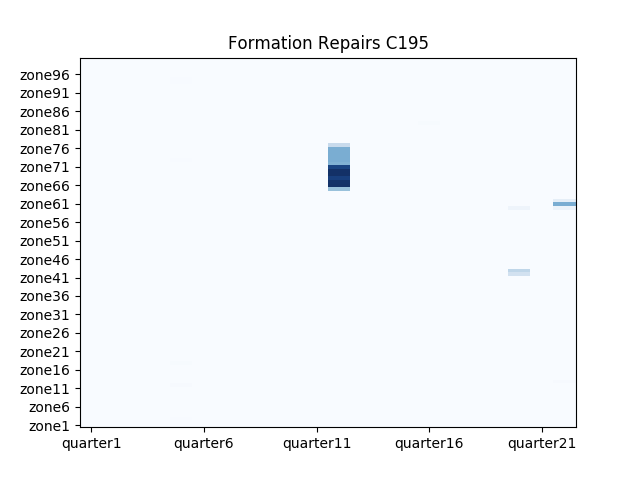 Formation Repairs C195
zone96
zone91
zone86
zone81
zone76
zone71
zone66
zone61
zone56
zone51
zone46
zone41
zone36
zone31
zone26
zone21
zone16
zone11
zone6
zone1
quarter1 quarter6 quarter11 quarter16 quarter21